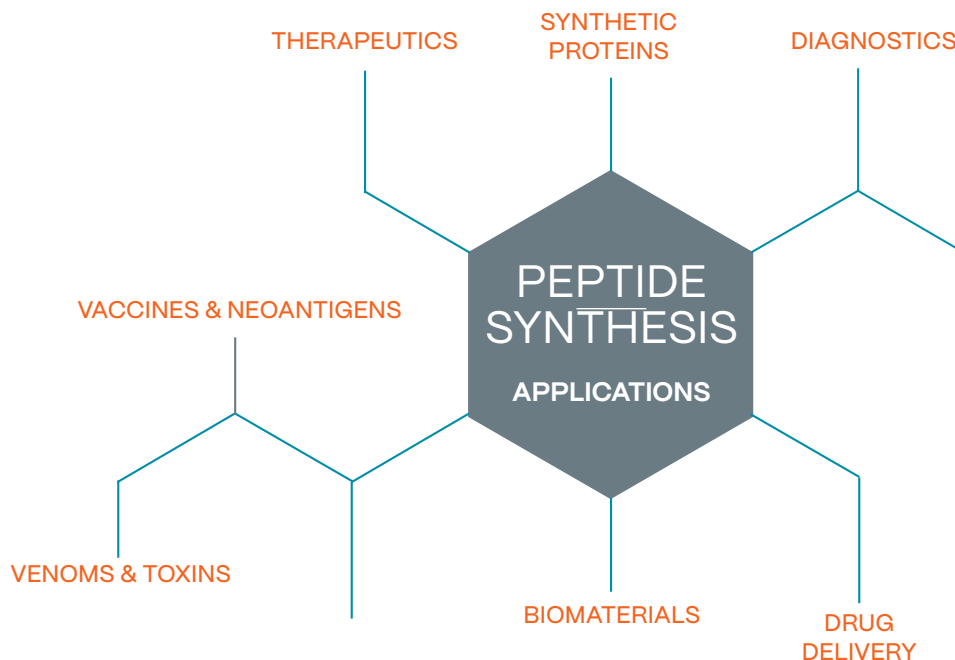 THERAPEUTICS
SYNTHETIC
PROTEINS
DIAGNOSTICS
PEPTIDE
SYNTHESIS
APPLICATIONS
VACCINES & NEOANTIGENS
VENOMS & TOXINS
BIOMATERIALS
DRUG
DELIVERY